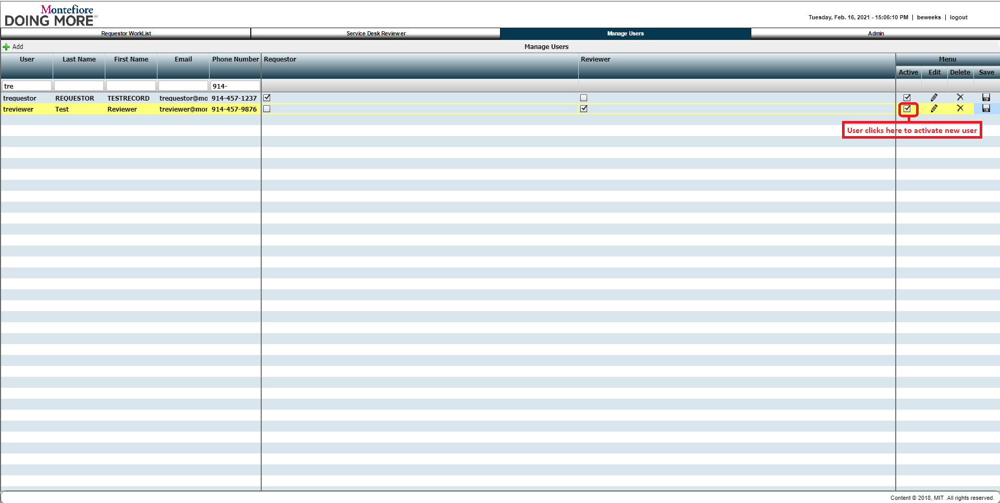 Montefiore
DOING MORE℠
Tuesday, Feb. 16, 2021 - 15:06:10 PM | beweeks | logout
Requestor WorkList Service Desk Reviewer Manage Users Admin
Add Manage Users
User Last Name First Name Email Phone Number Requestor Reviewer Menu
Active Edit Delete Save
tre 914-
trequestor REQUESTOR TESTRECORD trequestor@mo 914-457-1237
treviewer Test Reviewer treviewer@mor 914-457-9876
User clicks here to activate new user
Content © 2018, MIT .All rights reserved.